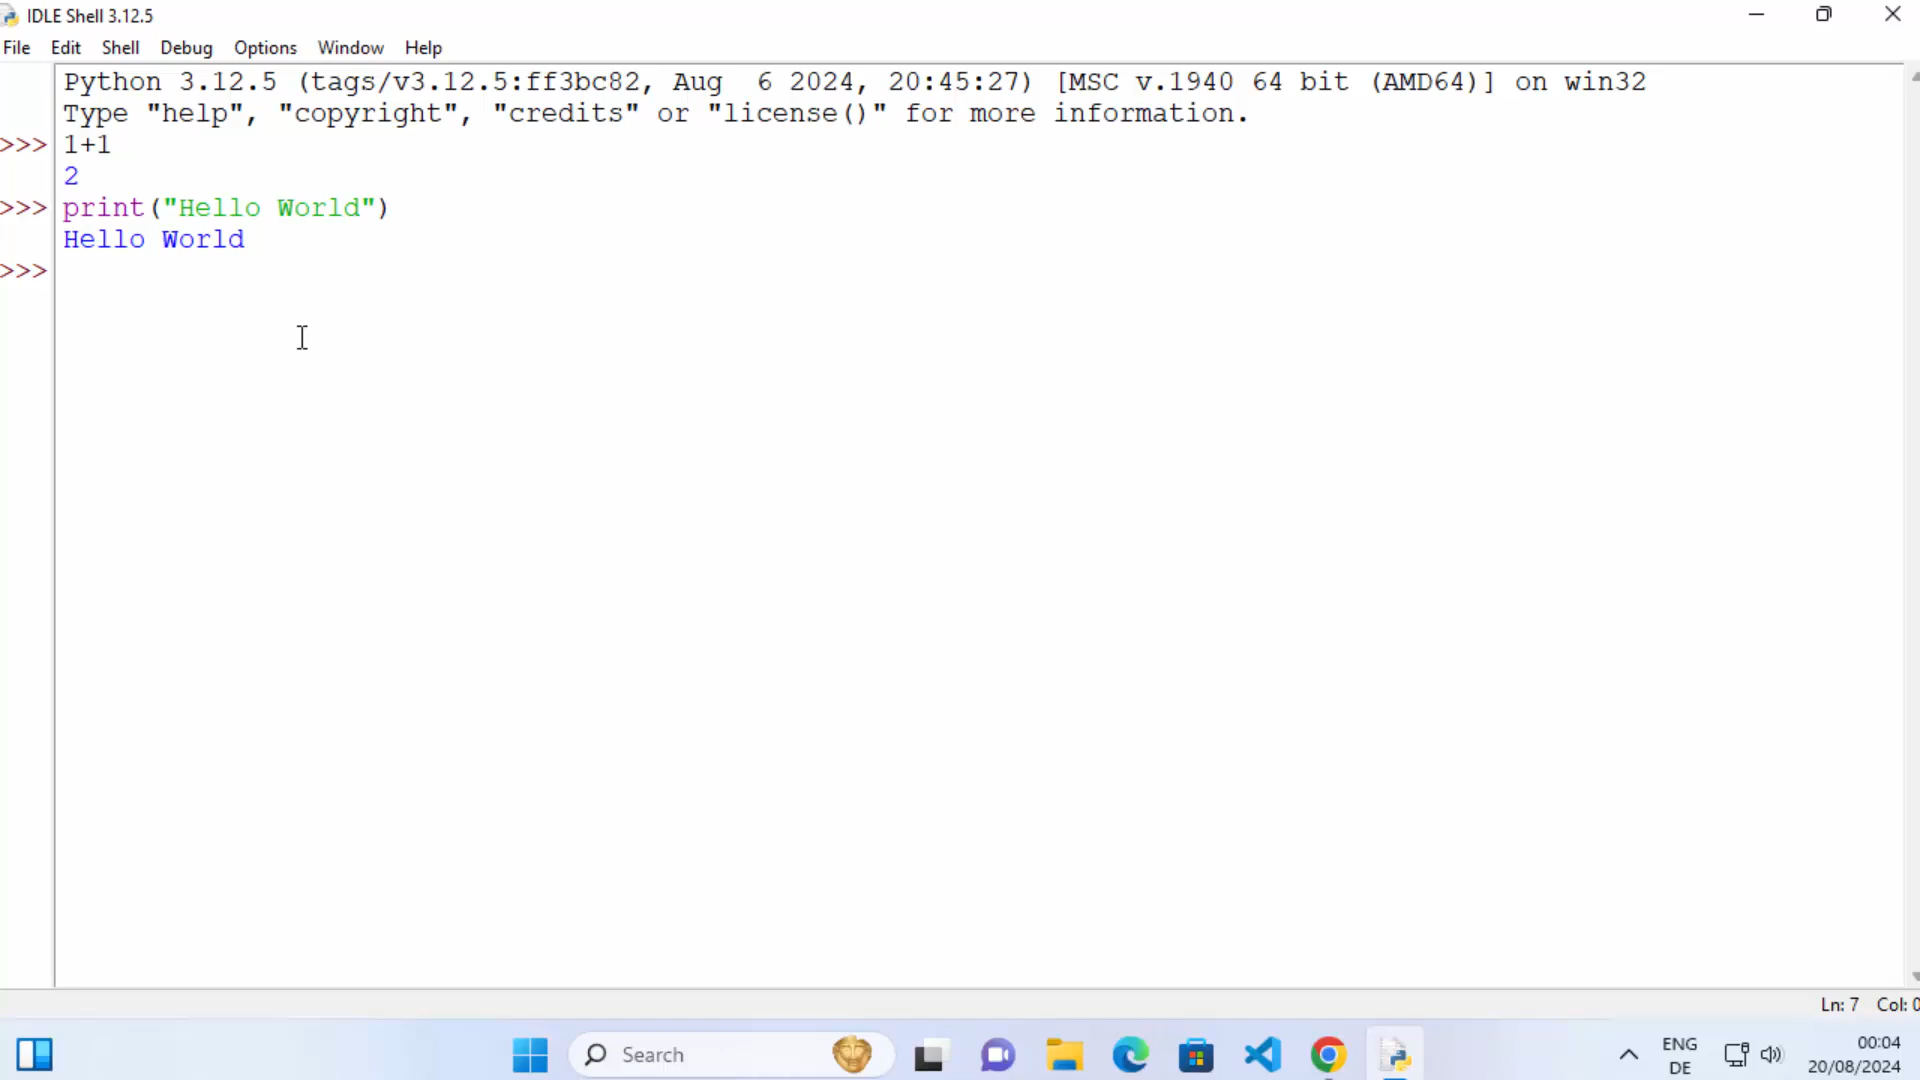 IDLE Shell 3.12.5
File Edit Shell Debug Options Window Help
Python 3.12.5 (tags/v3.12.5:ff3bc82, Aug  6 2024, 20:45:27) [MSC v.1940 64 bit (AMD64)] on win32
Type "help", "copyright", "credits" or "license()" for more information.
>>> 1+1
2
>>> print("Hello World")
Hello World
>>>
Ln: 7 Col: 0
Search
ENG
DE
00:04
20/08/2024